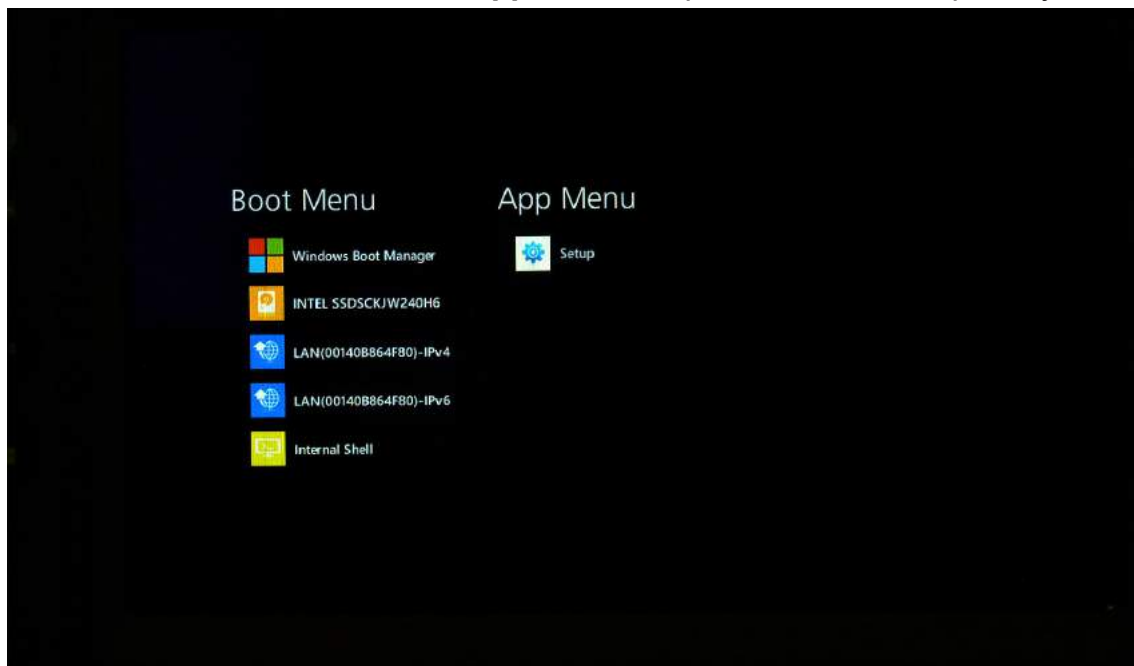 Boot Menu
Windows Boot Manager
INTEL SSDSCKJW240H6
LAN(00140B864F80)-IPv4
LAN(00140B864F80)-IPv6
Internal Shell
App Menu
Setup